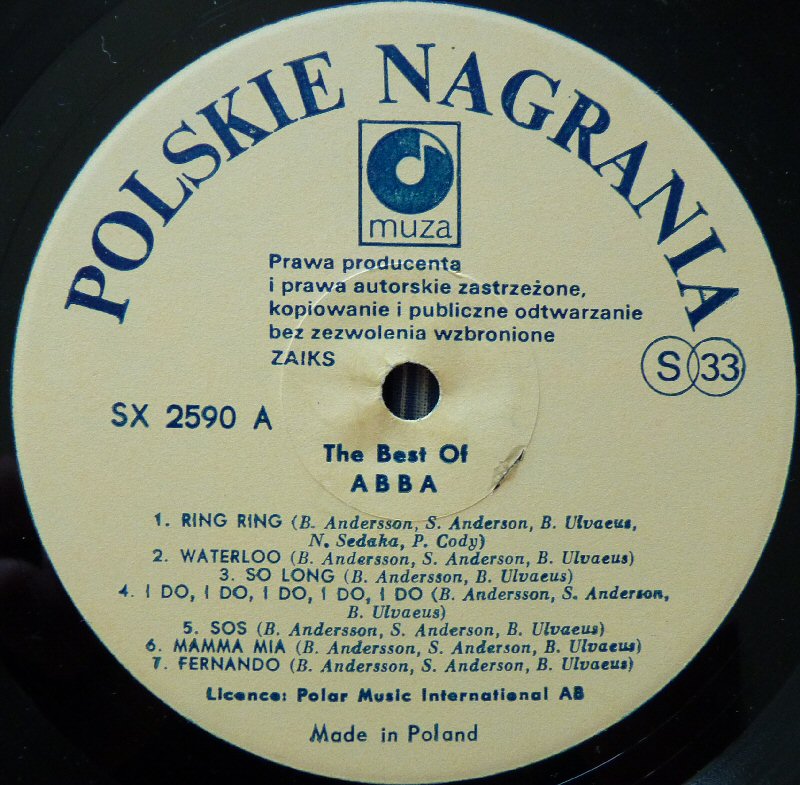 POLSKIE NAGRANIA
muza
Prawa producenta
i prawa autorskie zastrzeżone,
kopiowanie i publiczne odtwarzanie
bez zezwolenia wzbronione
ZAIKS
S 33
SX 2590 A
The Best Of
ABBA
1. RING RING (B. Andersson, S. Anderson, B. Ulvaeus,
N. Sedaka, P. Cody)
2. WATERLOO (B. Andersson, S. Anderson, B. Ulvaeus)
3. SO LONG (B. Andersson, B. Ulvaeus)
4. I DO, I DO, I DO, I DO, I DO (B. Andersson, S. Anderson,
B. Ulvaeus)
5. SOS (B. Andersson, S. Anderson, B. Ulvaeus)
6. MAMMA MIA (B. Andersson, S. Anderson, B. Ulvaeus)
7. FERNANDO (B. Andersson, S. Anderson, B. Ulvaeus)
Licence: Polar Music International AB
Made in Poland